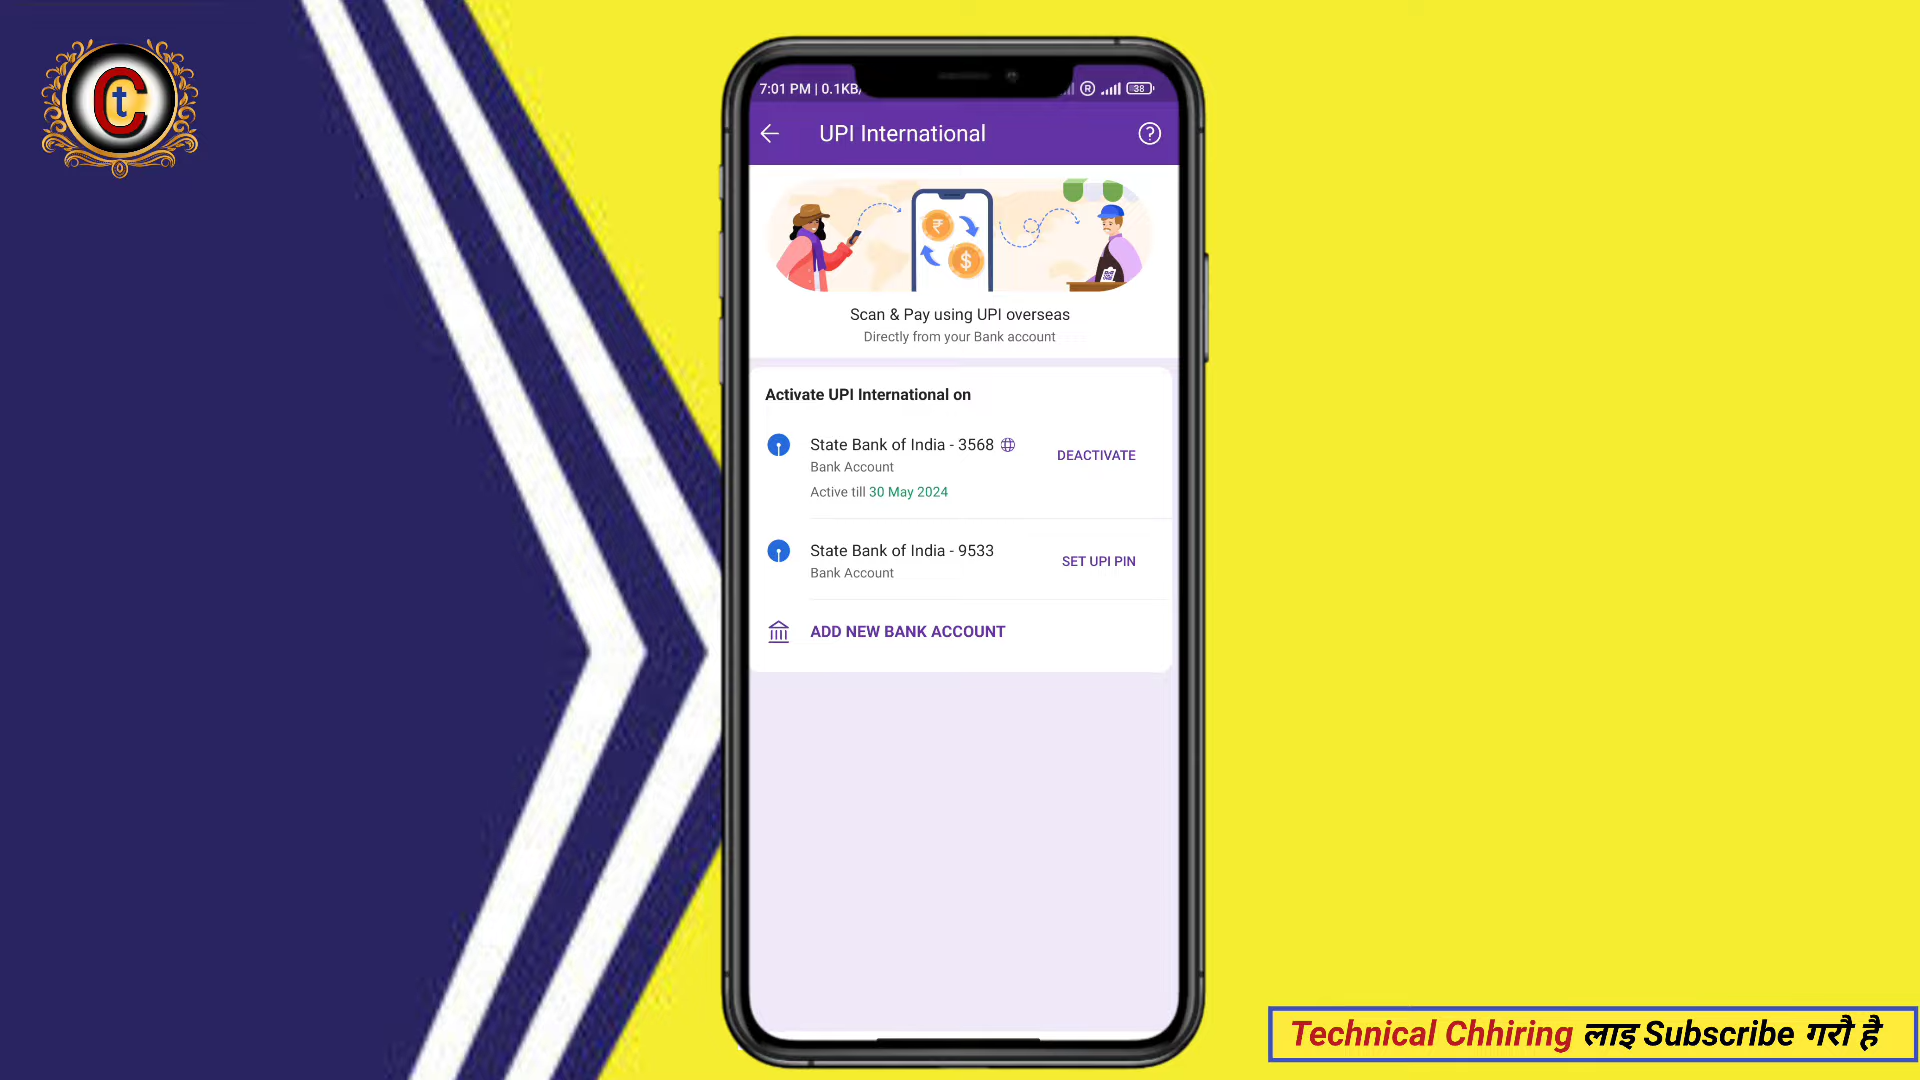 Ct
7:01 PM | 0.1KB/
R
38
UPI International
?
₹
$
Scan & Pay using UPI overseas
Directly from your Bank account
Activate UPI International on
State Bank of India - 3568
DEACTIVATE
Bank Account
Active till 30 May 2024
State Bank of India - 9533
SET UPI PIN
Bank Account
ADD NEW BANK ACCOUNT
Technical Chhiring लाइ Subscribe गरौ है